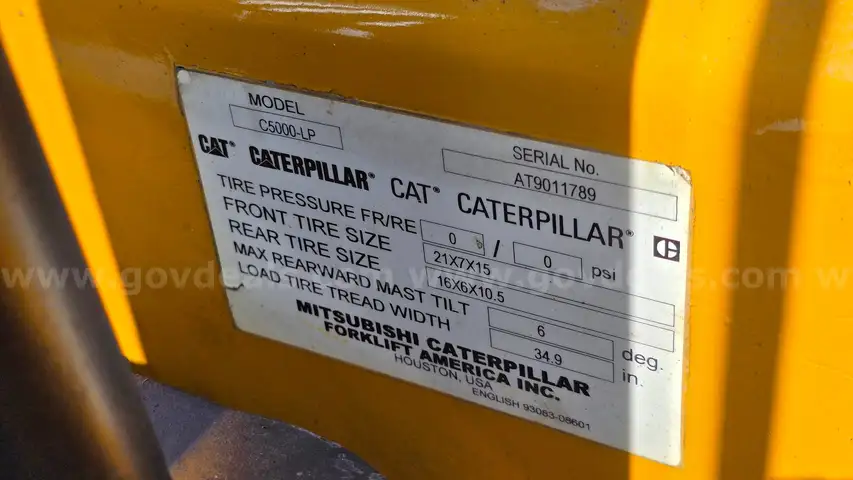 MODEL
C5000-LP
SERIAL No.
AT9011789
CAT® CATERPILLAR® CAT® CATERPILLAR®
TIRE PRESSURE FR/RE 0 / 0 psi
FRONT TIRE SIZE 21X7X15
REAR TIRE SIZE 16X6X10.5
MAX REARWARD MAST TILT 6 deg.
LOAD TIRE TREAD WIDTH 34.9 in.
MITSUBISHI CATERPILLAR
FORKLIFT AMERICA INC.
HOUSTON, USA
ENGLISH 93083-08601